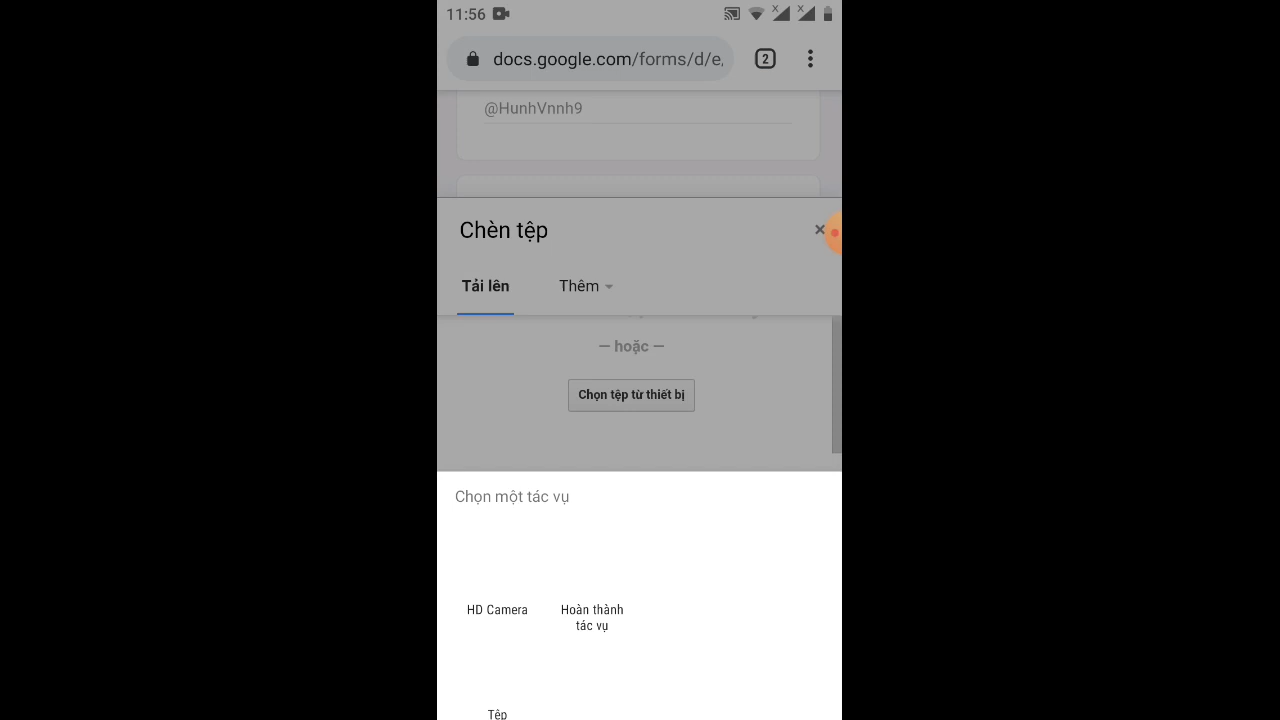 11:56
docs.google.com/forms/d/e,
2
@HunhVnnh9
Chèn tệp
×
Tải lên
Thêm
— hoặc —
Chọn tệp từ thiết bị
Chọn một tác vụ
HD Camera
Hoàn thành
tác vụ
Tệp